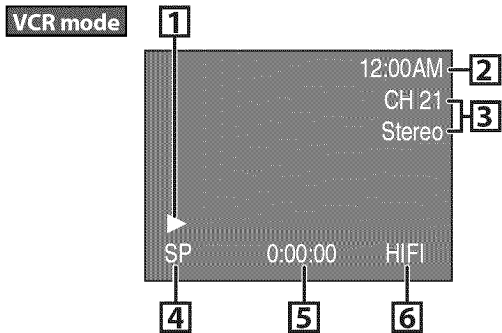 VCR mode
1
12:00AM
2
CH 21
3
Stereo
SP
0:00:00
HIFI
4
5
6